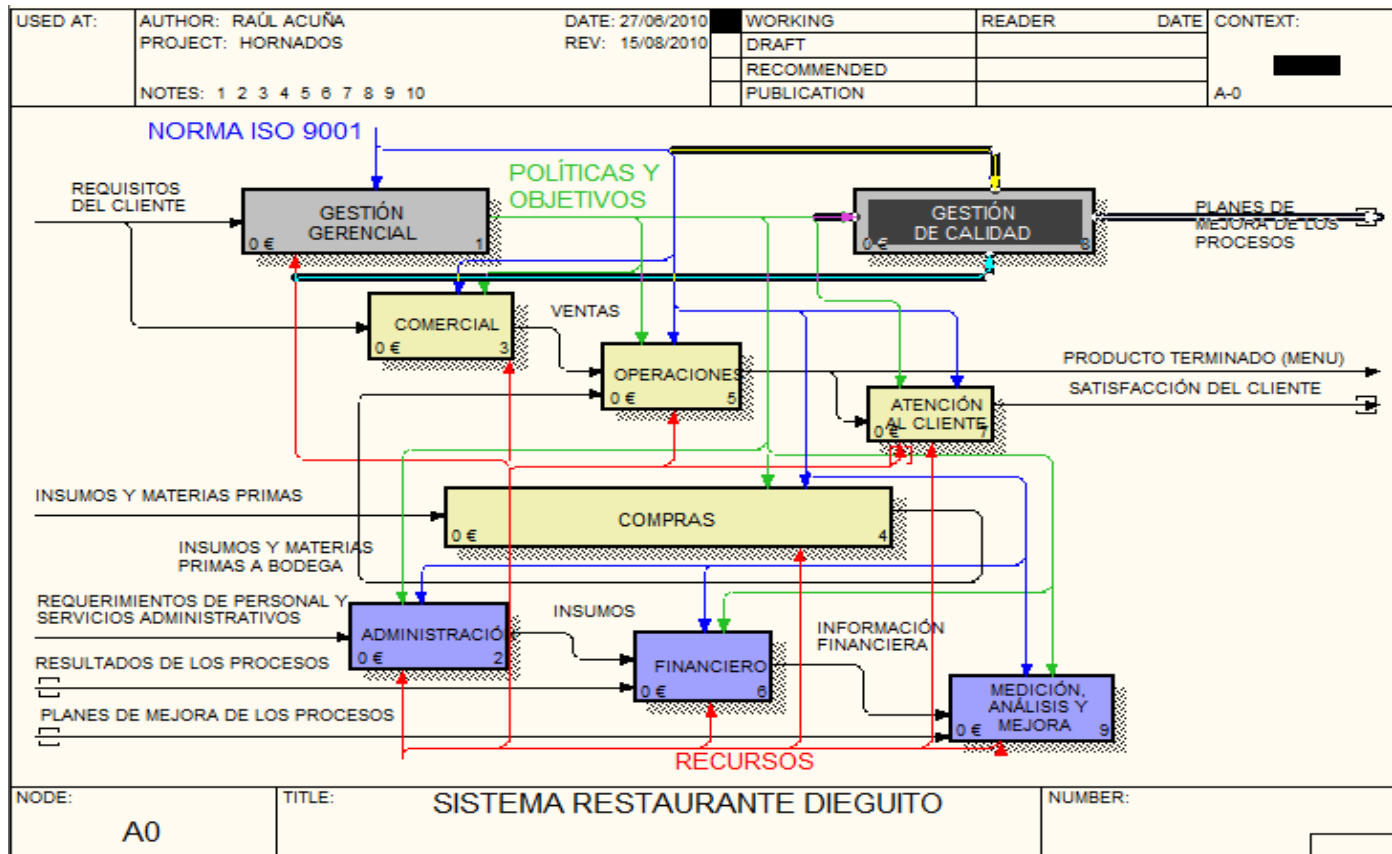 USED AT:
AUTHOR: RAÚL ACUÑA
DATE: 27/06/2010
WORKING
READER
DATE
CONTEXT:
PROJECT: HORNADOS
REV: 15/08/2010
DRAFT
RECOMMENDED
NOTES: 1 2 3 4 5 6 7 8 9 10
PUBLICATION
A-0
NORMA ISO 9001
POLÍTICAS Y
OBJETIVOS
REQUISITOS
DEL CLIENTE
GESTIÓN
GERENCIAL
0 €
1
GESTIÓN
DE CALIDAD
0 €
8
PLANES DE
MEJORA DE LOS
PROCESOS
COMERCIAL
0 €
3
VENTAS
OPERACIONES
0 €
5
PRODUCTO TERMINADO (MENU)
SATISFACCIÓN DEL CLIENTE
ATENCIÓN
AL CLIENTE
0 €
7
INSUMOS Y MATERIAS PRIMAS
COMPRAS
0 €
4
INSUMOS Y MATERIAS
PRIMAS A BODEGA
REQUERIMIENTOS DE PERSONAL Y
SERVICIOS ADMINISTRATIVOS
ADMINISTRACIÓ
0 €
2
INSUMOS
FINANCIERO
0 €
6
INFORMACIÓN
FINANCIERA
RESULTADOS DE LOS PROCESOS
PLANES DE MEJORA DE LOS PROCESOS
MEDICIÓN,
ANÁLISIS Y
MEJORA
0 €
9
RECURSOS
NODE:
A0
TITLE:
SISTEMA RESTAURANTE DIEGUITO
NUMBER: